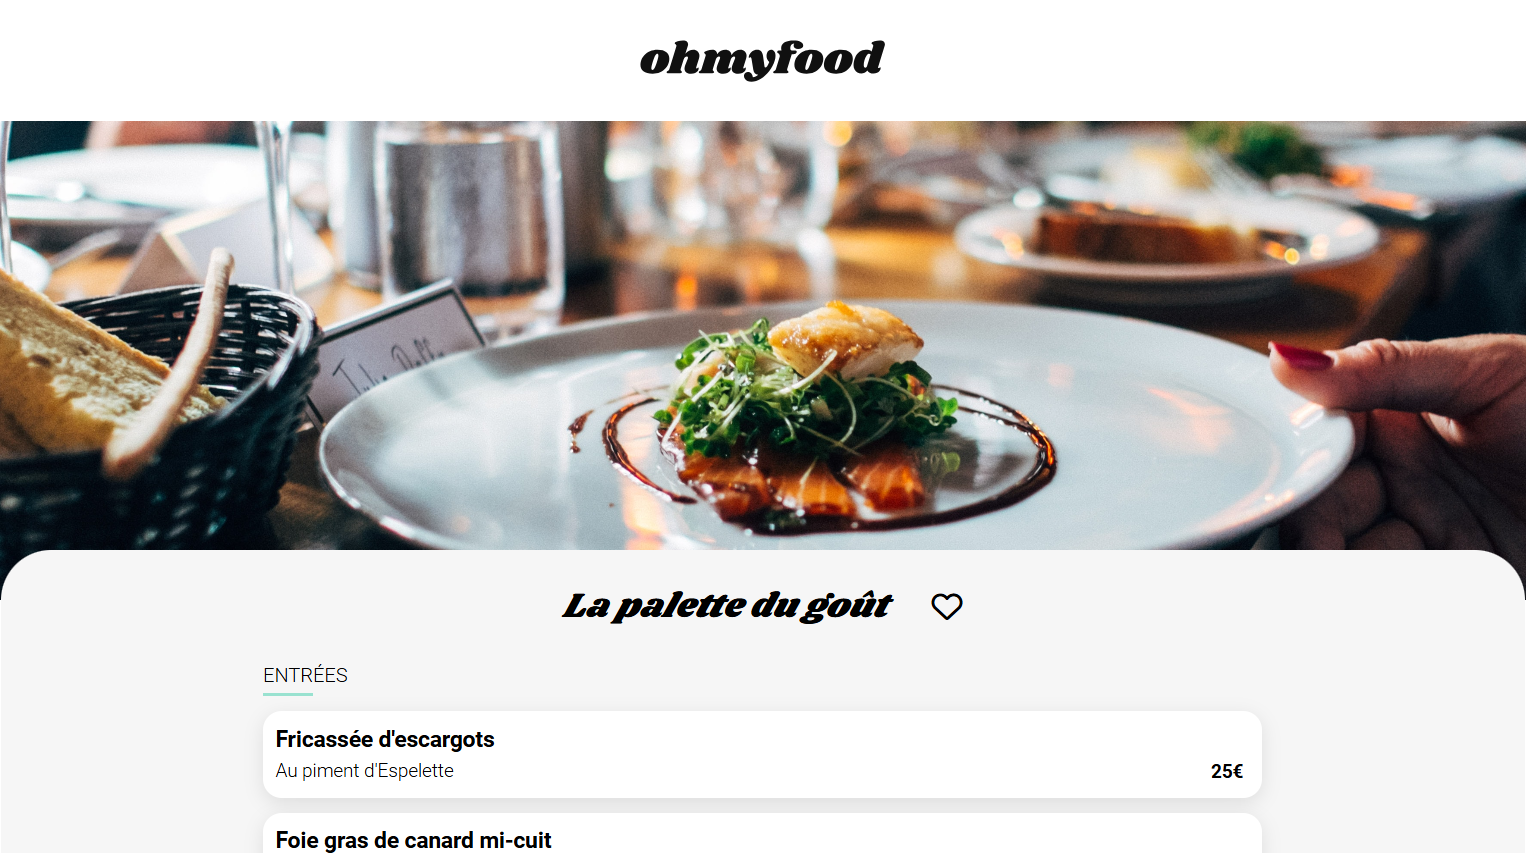 ohmyfood
La palette du goût
ENTRÉES
Fricassée d'escargots
Au piment d'Espelette
25€
Foie gras de canard mi-cuit